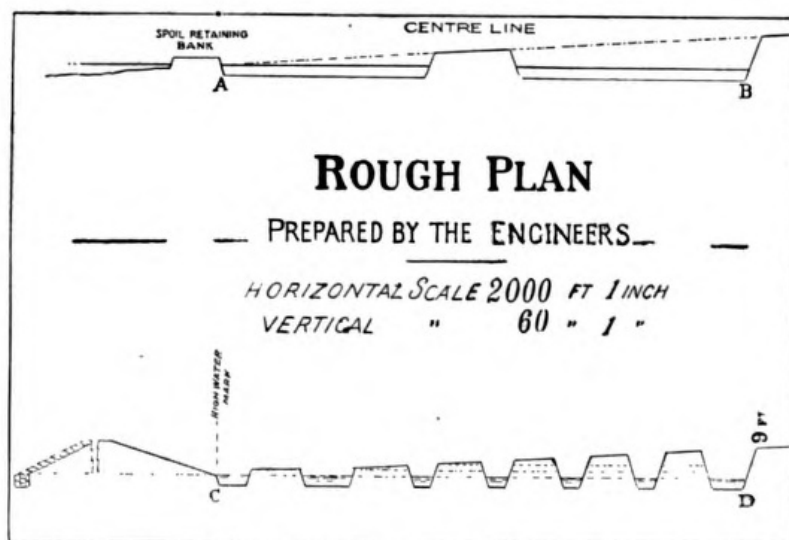 SPOIL RETAINING
BANK
CENTRE LINE
A
B
ROUGH PLAN
PREPARED BY THE ENGINEERS
HORIZONTAL SCALE 2000 FT 1 INCH
VERTICAL " 60 " 1 "
HIGH WATER
MARK
9 FT
C
D